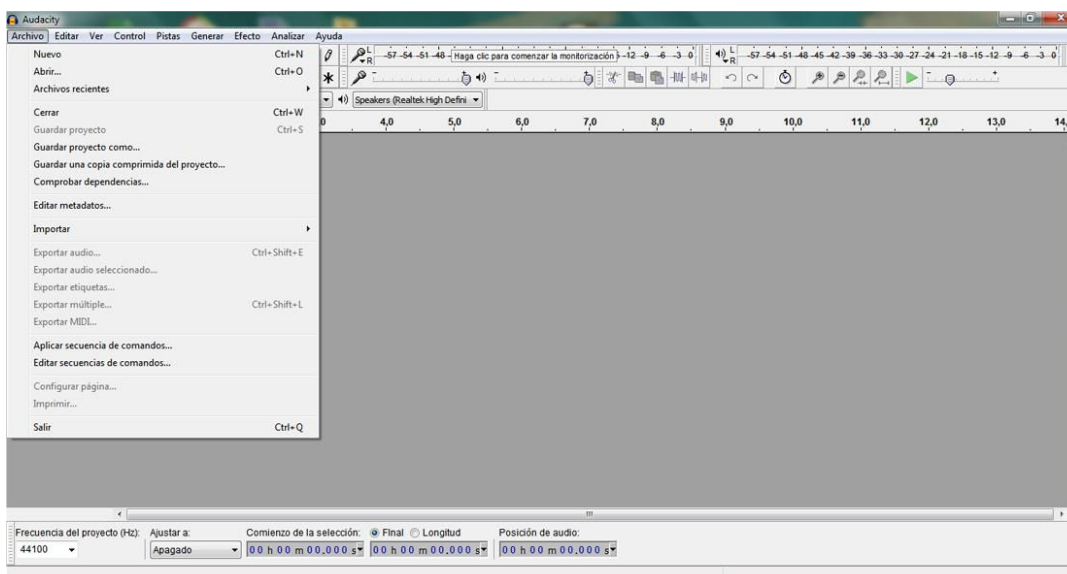 Audacity
Archivo Editar Ver Control Pistas Generar Efecto Analizar Ayuda
Nuevo Ctrl+N
Abrir... Ctrl+O
Archivos recientes
Cerrar Ctrl+W
Guardar proyecto Ctrl+S
Guardar proyecto como...
Guardar una copia comprimida del proyecto...
Comprobar dependencias...
Editar metadatos...
Importar
Exportar audio... Ctrl+Shift+E
Exportar audio seleccionado...
Exportar etiquetas...
Exportar múltiple... Ctrl+Shift+L
Exportar MIDI...
Aplicar secuencia de comandos...
Editar secuencias de comandos...
Configurar página...
Imprimir...
Salir Ctrl+Q
L R -57 -54 -51 -48 Haga clic para comenzar la monitorización -12 -9 -6 -3 0 L R -57 -54 -51 -48 -45 -42 -39 -36 -33 -30 -27 -24 -21 -18 -15 -12 -9 -6 -3 0
Speakers (Realtek High Defini
0 4,0 5,0 6,0 7,0 8,0 9,0 10,0 11,0 12,0 13,0 14,
Frecuencia del proyecto (Hz): Ajustar a: Comienzo de la selección: Final Longitud Posición de audio:
44100 Apagado 00 h 00 m 00.000 s 00 h 00 m 00.000 s 00 h 00 m 00.000 s